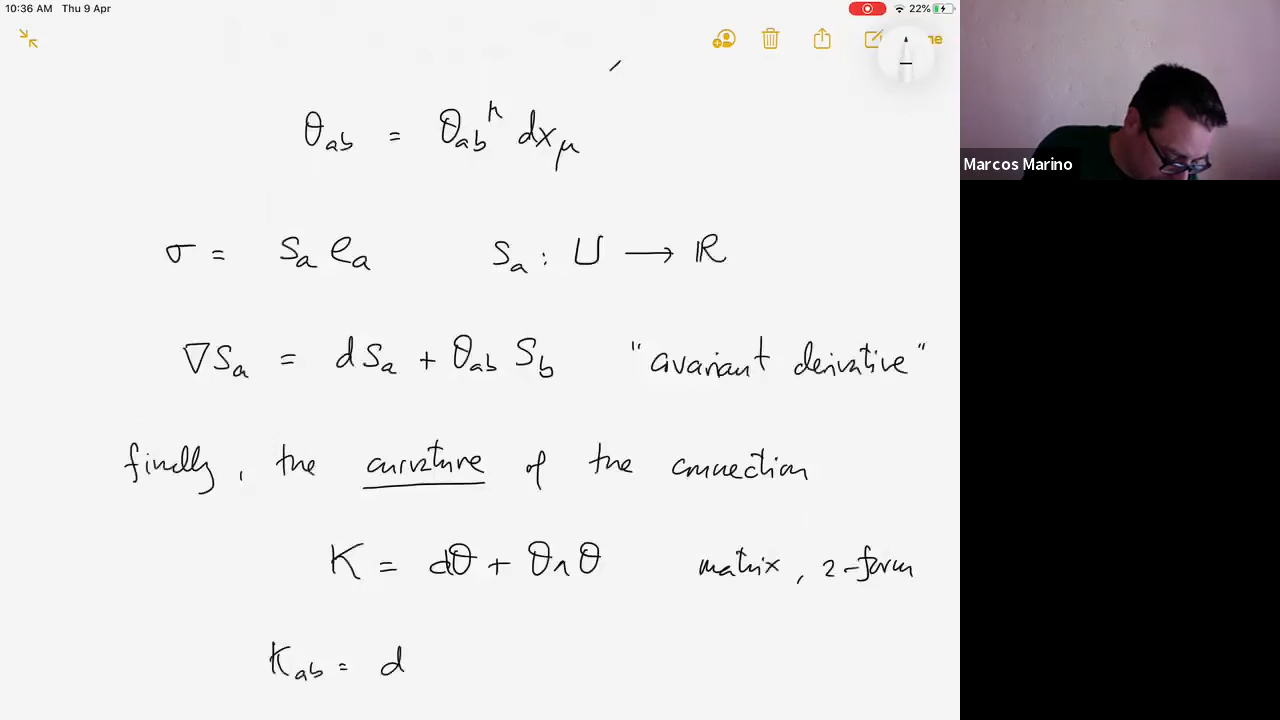 10:36 AM Thu 9 Apr
22%
θab = θab^μ dxμ
σ = sa ea   sa : U → ℝ
∇sa = dsa + θab sb   "covariant derivative"
finally, the curvature of the connection
K = dθ + θ∧θ   matrix, 2-form
Kab = d
Marcos Marino